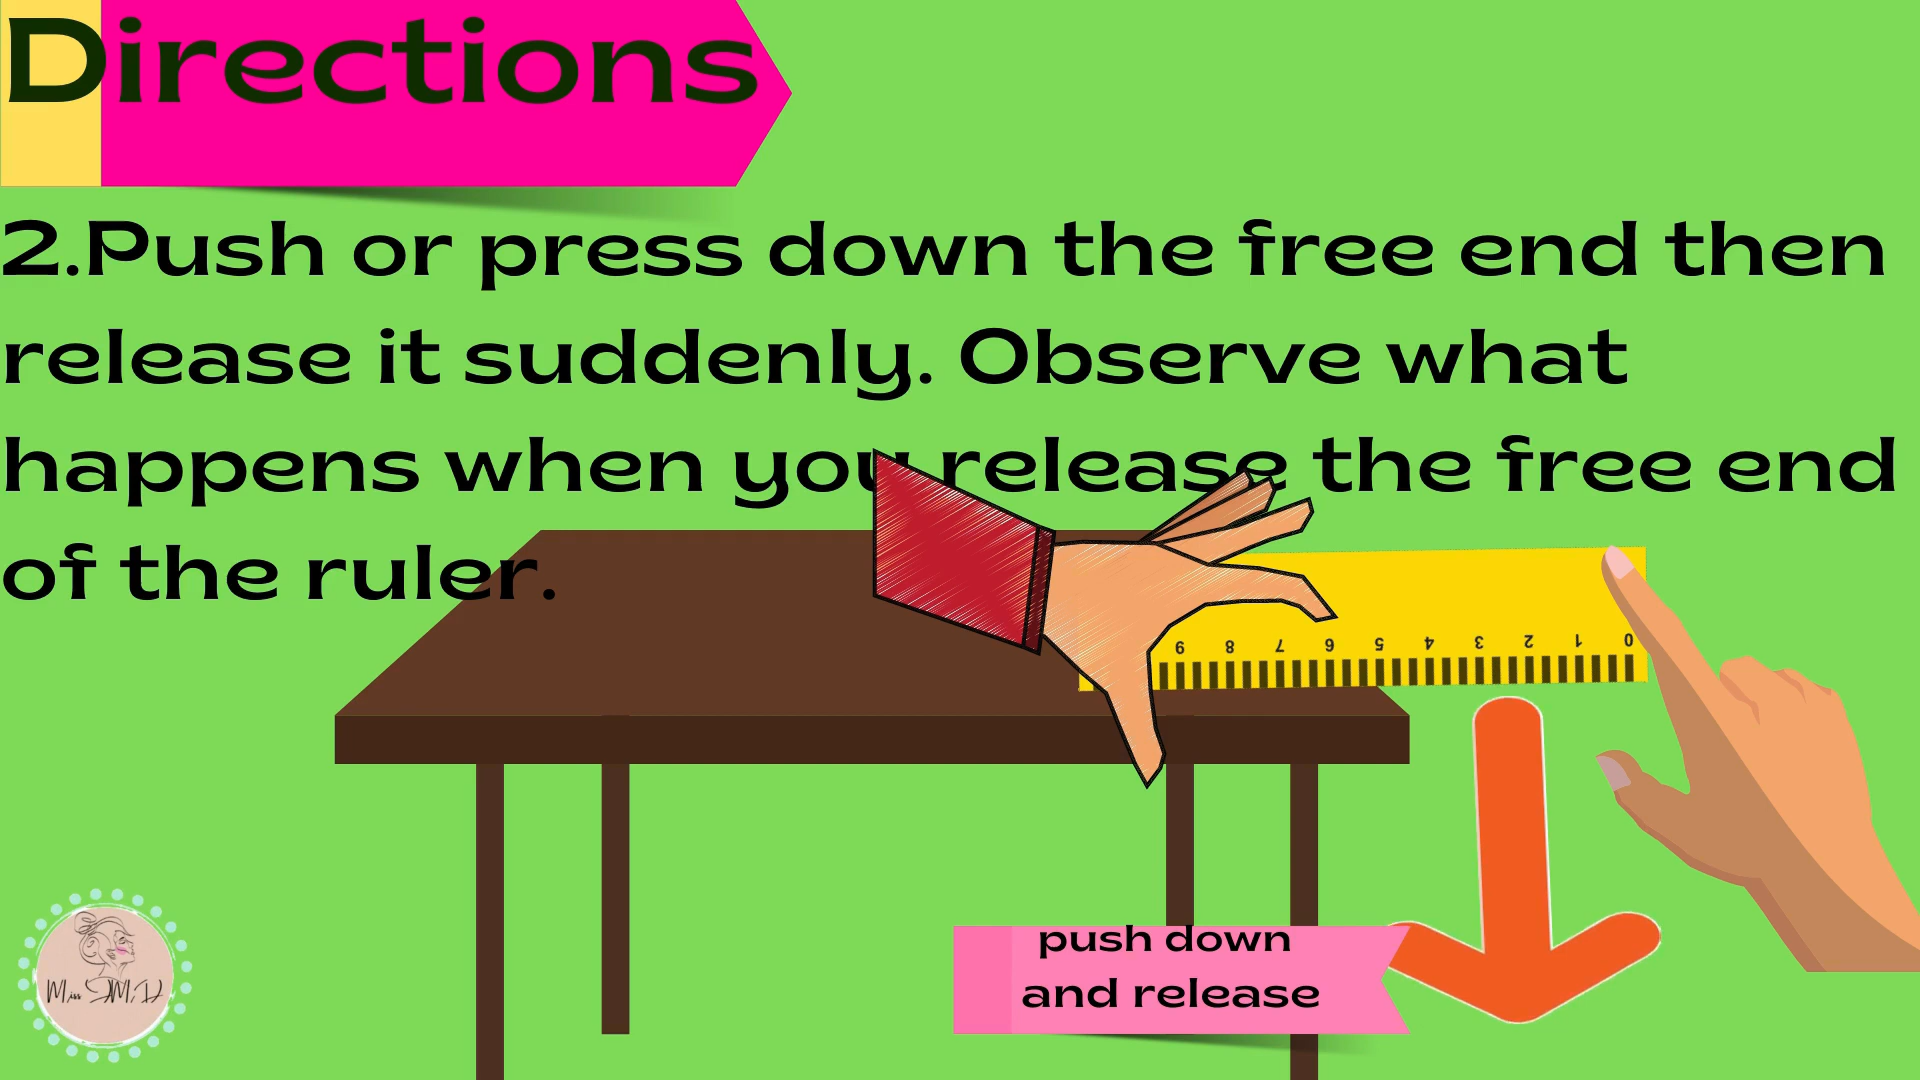 Directions
2.Push or press down the free end then
release it suddenly. Observe what
happens when you release the free end
of the ruler.
9 8 7 6 5 4 3 2 1 0
push down
and release